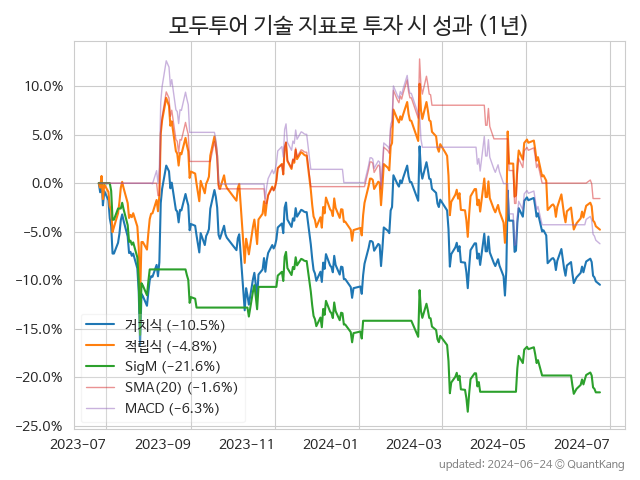 모두투어 기술 지표로 투자 시 성과 (1년)
10.0%
5.0%
0.0%
−5.0%
−10.0%
−15.0%
−20.0%
−25.0%
거치식 (−10.5%)
적립식 (−4.8%)
SigM (−21.6%)
SMA(20) (−1.6%)
MACD (−6.3%)
2023-07 2023-09 2023-11 2024-01 2024-03 2024-05 2024-07
updated: 2024-06-24 ⓒ QuantKang